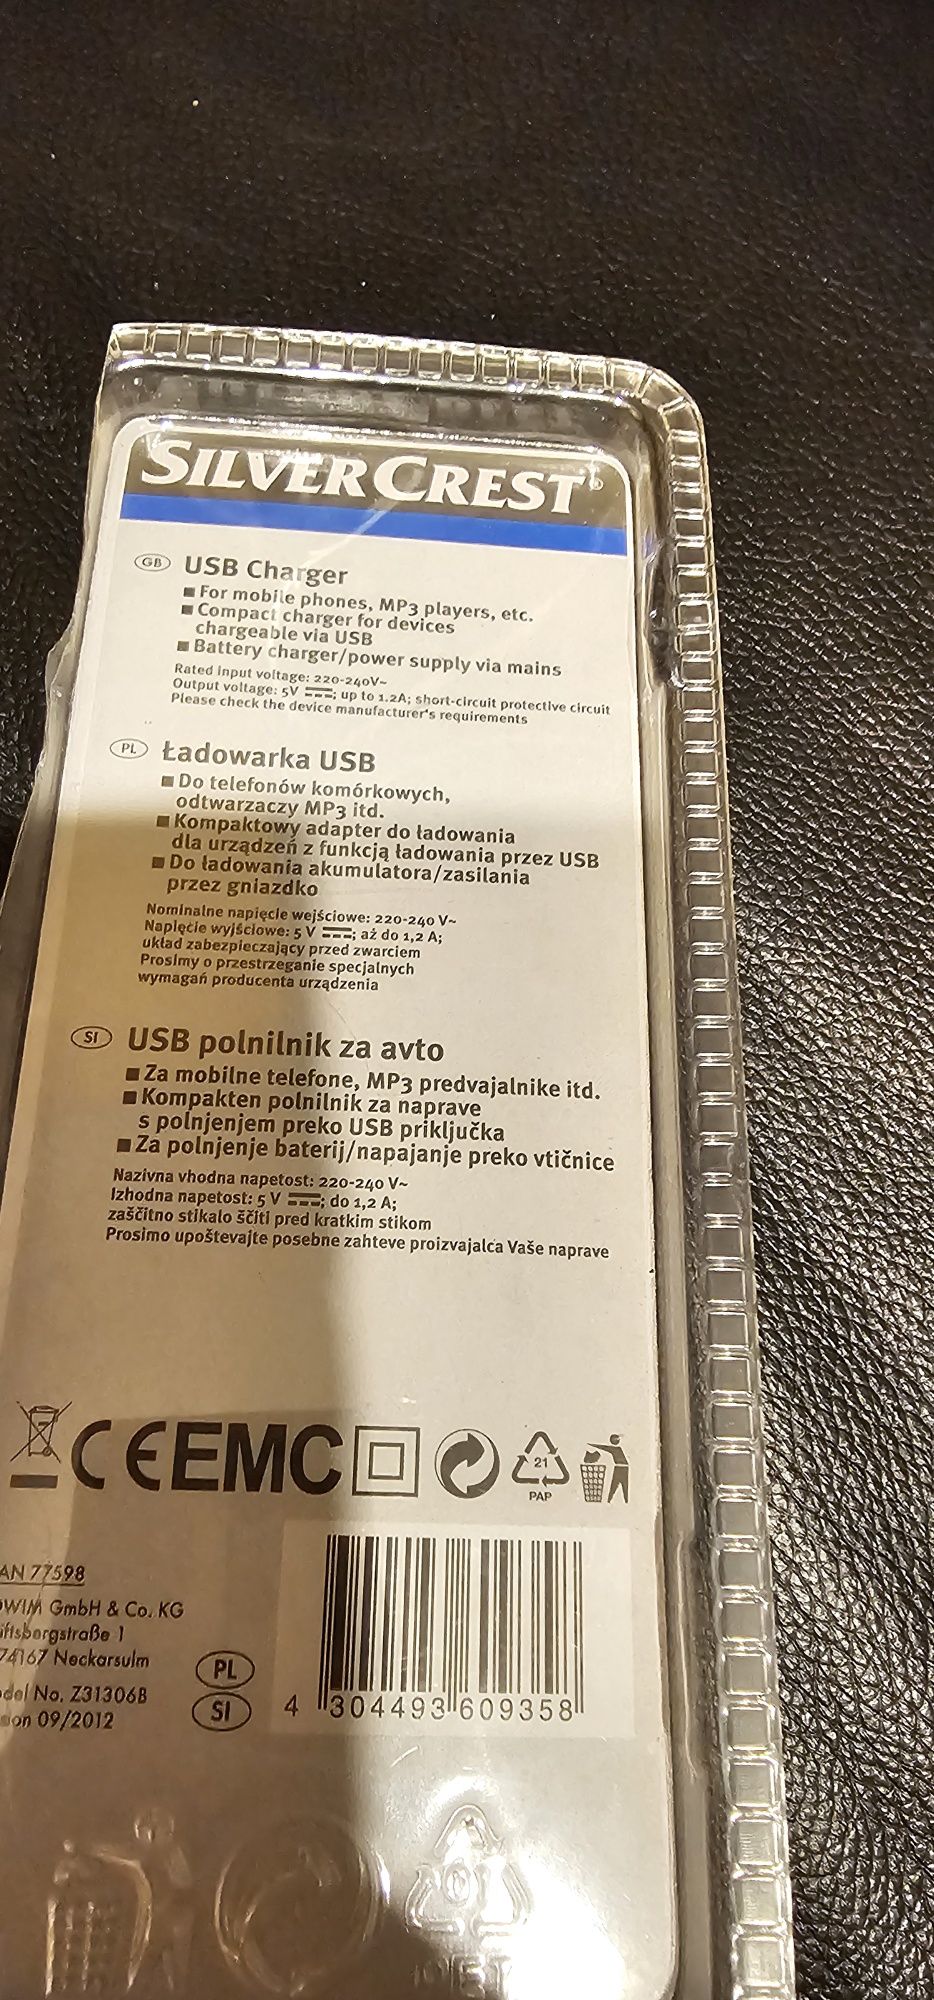 SILVERCREST®
GB USB Charger
■ For mobile phones, MP3 players, etc.
■ Compact charger for devices
chargeable via USB
■ Battery charger/power supply via mains
Rated input voltage: 220-240V~
Output voltage: 5V ⎓; up to 1.2A; short-circuit protective circuit
Please check the device manufacturer's requirements
PL Ładowarka USB
■ Do telefonów komórkowych,
odtwarzaczy MP3 itd.
■ Kompaktowy adapter do ładowania
dla urządzeń z funkcją ładowania przez USB
■ Do ładowania akumulatora/zasilania
przez gniazdko
Nominalne napięcie wejściowe: 220-240 V~
Napięcie wyjściowe: 5 V ⎓; aż do 1,2 A;
układ zabezpieczający przed zwarciem
Prosimy o przestrzeganie specjalnych
wymagań producenta urządzenia
SI USB polnilnik za avto
■ Za mobilne telefone, MP3 predvajalnike itd.
■ Kompakten polnilnik za naprave
s polnjenjem preko USB priključka
■ Za polnjenje baterij/napajanje preko vtičnice
Nazivna vhodna napetost: 220-240 V~
Izhodna napetost: 5 V ⎓; do 1,2 A;
zaščitno stikalo ščiti pred kratkim stikom
Prosimo upoštevajte posebne zahteve proizvajalca Vaše naprave
CE EMC
21
PAP
AN 77598
WIM GmbH & Co. KG
iftsbergstraße 1
74167 Neckarsulm
del No. Z31306B
on 09/2012
PL
SI
4 304493 609358